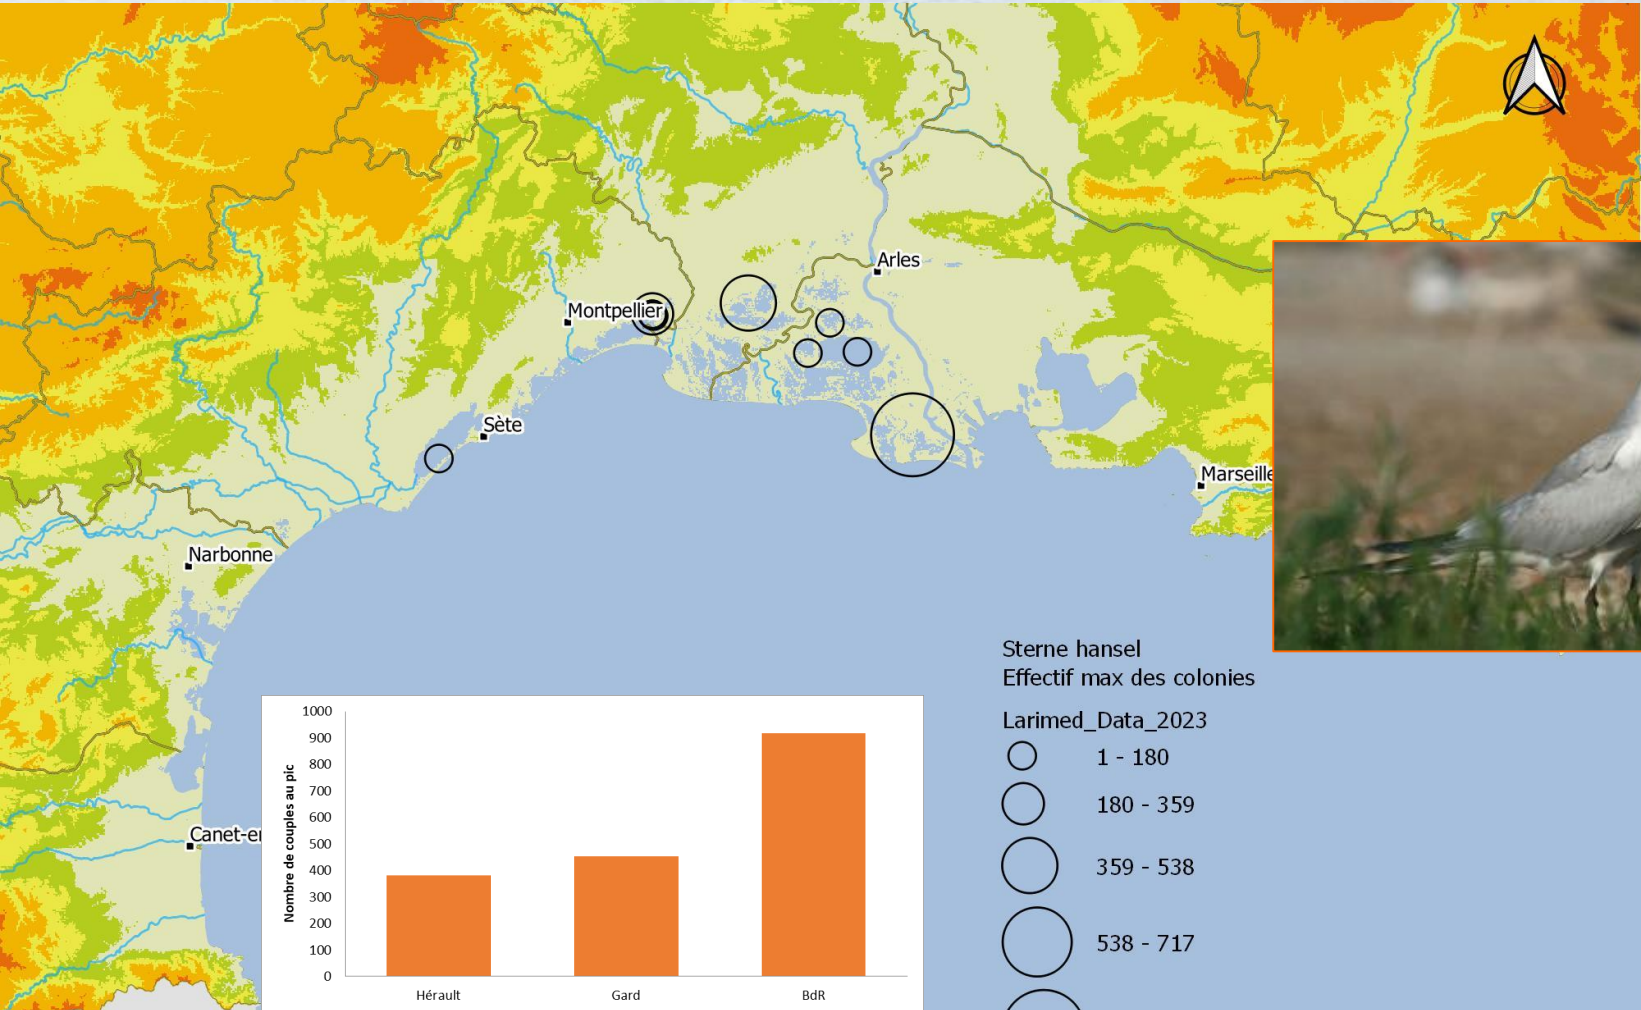 Arles
Montpellier
Sète
Marseille
Narbonne
Canet-e
Sterne hansel
Effectif max des colonies
Larimed_Data_2023
1 - 180
180 - 359
359 - 538
538 - 717
Nombre de couples au pic
1000
900
800
700
600
500
400
300
200
100
0
Hérault
Gard
BdR